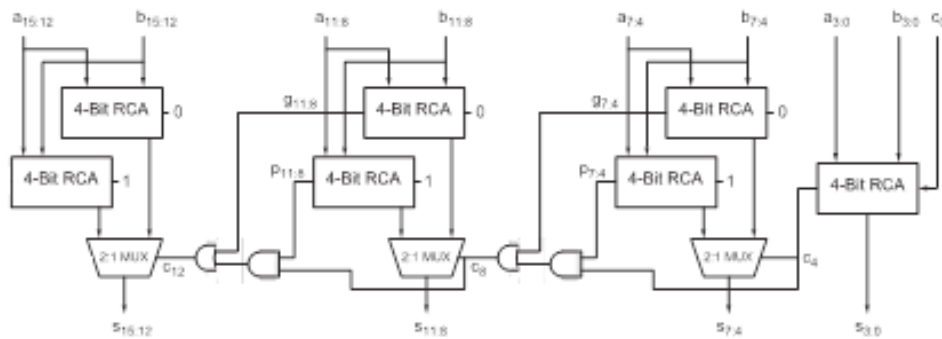 a15:12 b15:12 a11:8 b11:8 a7:4 b7:4 a3:0 b3:0
4-Bit RCA 0 g11:8 4-Bit RCA 0 g7:4 4-Bit RCA 0
4-Bit RCA 1 p11:8 4-Bit RCA 1 p7:4 4-Bit RCA 1 4-Bit RCA
2:1 MUX c12 2:1 MUX c8 2:1 MUX c4
s15:12 s11:8 s7:4 s3:0